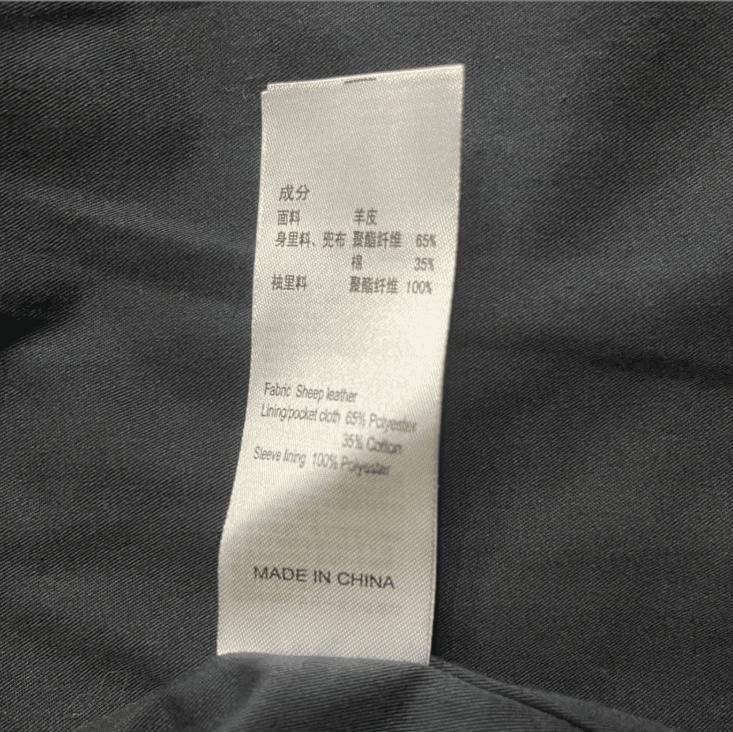 成分
面料 羊皮
身里料、兜布 聚酯纤维 65%
棉 35%
袖里料 聚酯纤维 100%
Fabric Sheep leather
Lining/pocket cloth 65% Polyester
35% Cotton
Sleeve lining 100% Polyester
MADE IN CHINA